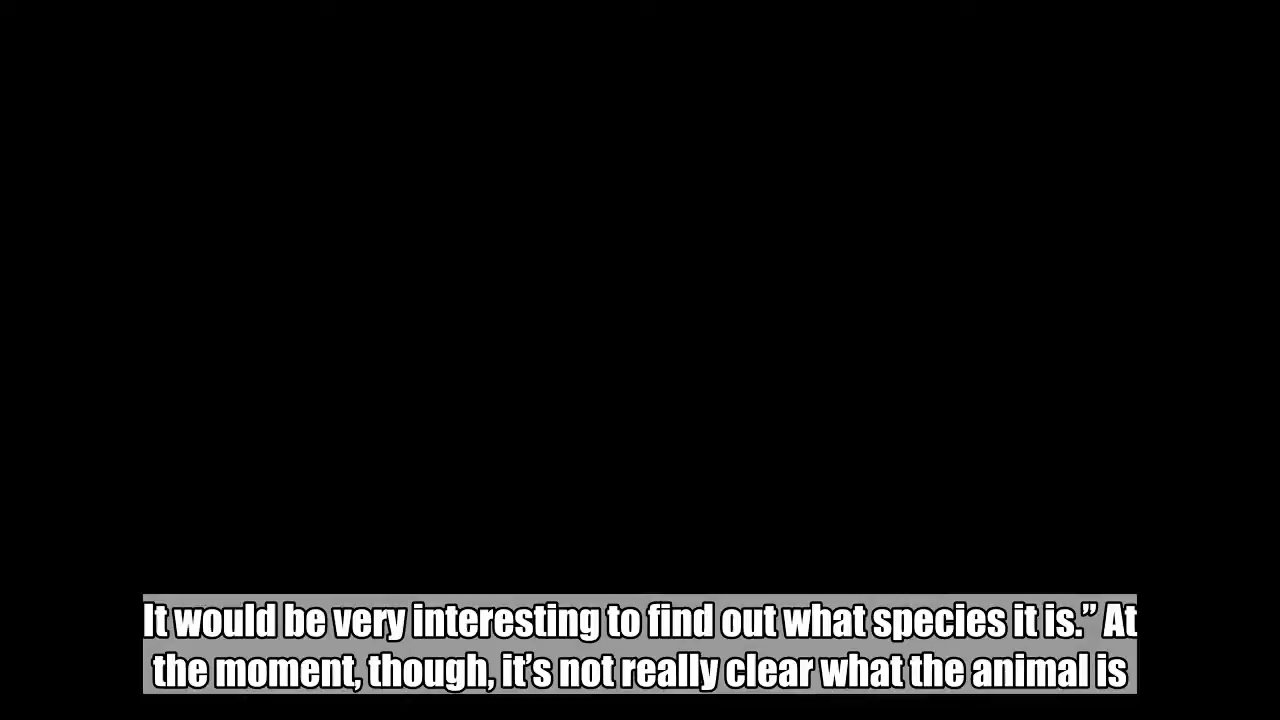 It would be very interesting to find out what species it is.” At
the moment, though, it’s not really clear what the animal is